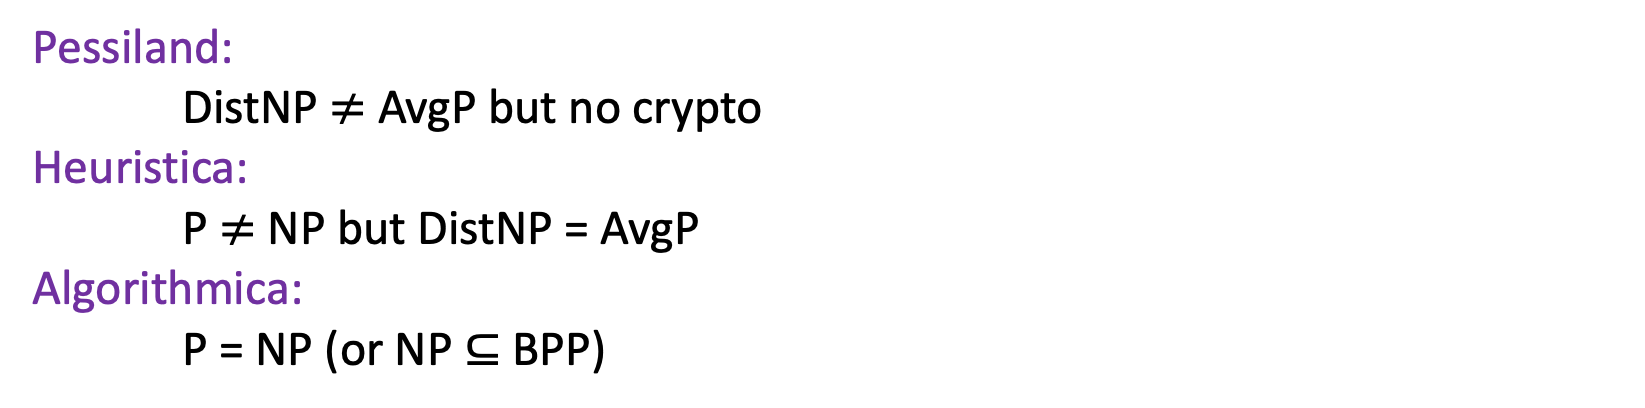 Pessiland:
DistNP ≠ AvgP but no crypto
Heuristica:
P ≠ NP but DistNP = AvgP
Algorithmica:
P = NP (or NP ⊆ BPP)